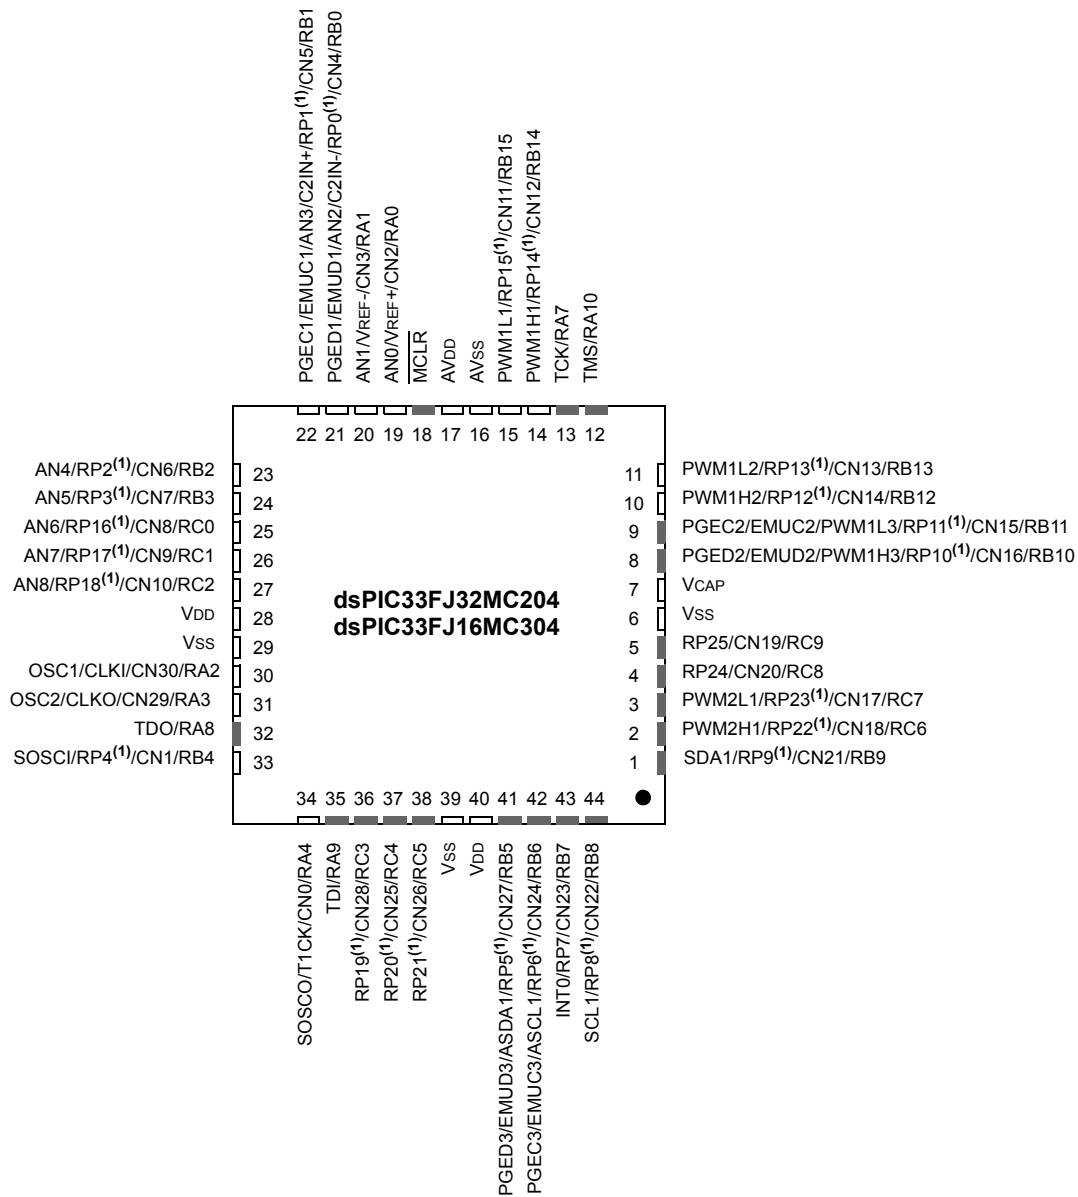 PGEC1/EMUC1/AN3/C2IN+/RP1(1)/CN5/RB1
PGED1/EMUD1/AN2/C2IN-/RP0(1)/CN4/RB0
AN1/VREF-/CN3/RA1
AN0/VREF+/CN2/RA0
MCLR
AVDD
AVSS
PWM1L1/RP15(1)/CN11/RB15
PWM1H1/RP14(1)/CN12/RB14
TCK/RA7
TMS/RA10
22 21 20 19 18 17 16 15 14 13 12
AN4/RP2(1)/CN6/RB2 23
AN5/RP3(1)/CN7/RB3 24
AN6/RP16(1)/CN8/RC0 25
AN7/RP17(1)/CN9/RC1 26
AN8/RP18(1)/CN10/RC2 27
VDD 28
VSS 29
OSC1/CLKI/CN30/RA2 30
OSC2/CLKO/CN29/RA3 31
TDO/RA8 32
SOSCI/RP4(1)/CN1/RB4 33
dsPIC33FJ32MC204
dsPIC33FJ16MC304
11 PWM1L2/RP13(1)/CN13/RB13
10 PWM1H2/RP12(1)/CN14/RB12
9 PGEC2/EMUC2/PWM1L3/RP11(1)/CN15/RB11
8 PGED2/EMUD2/PWM1H3/RP10(1)/CN16/RB10
7 VCAP
6 VSS
5 RP25/CN19/RC9
4 RP24/CN20/RC8
3 PWM2L1/RP23(1)/CN17/RC7
2 PWM2H1/RP22(1)/CN18/RC6
1 SDA1/RP9(1)/CN21/RB9
34 35 36 37 38 39 40 41 42 43 44
SOSCO/T1CK/CN0/RA4
TDI/RA9
RP19(1)/CN28/RC3
RP20(1)/CN25/RC4
RP21(1)/CN26/RC5
VSS
VDD
PGED3/EMUD3/ASDA1/RP5(1)/CN27/RB5
PGEC3/EMUC3/ASCL1/RP6(1)/CN24/RB6
INT0/RP7/CN23/RB7
SCL1/RP8(1)/CN22/RB8